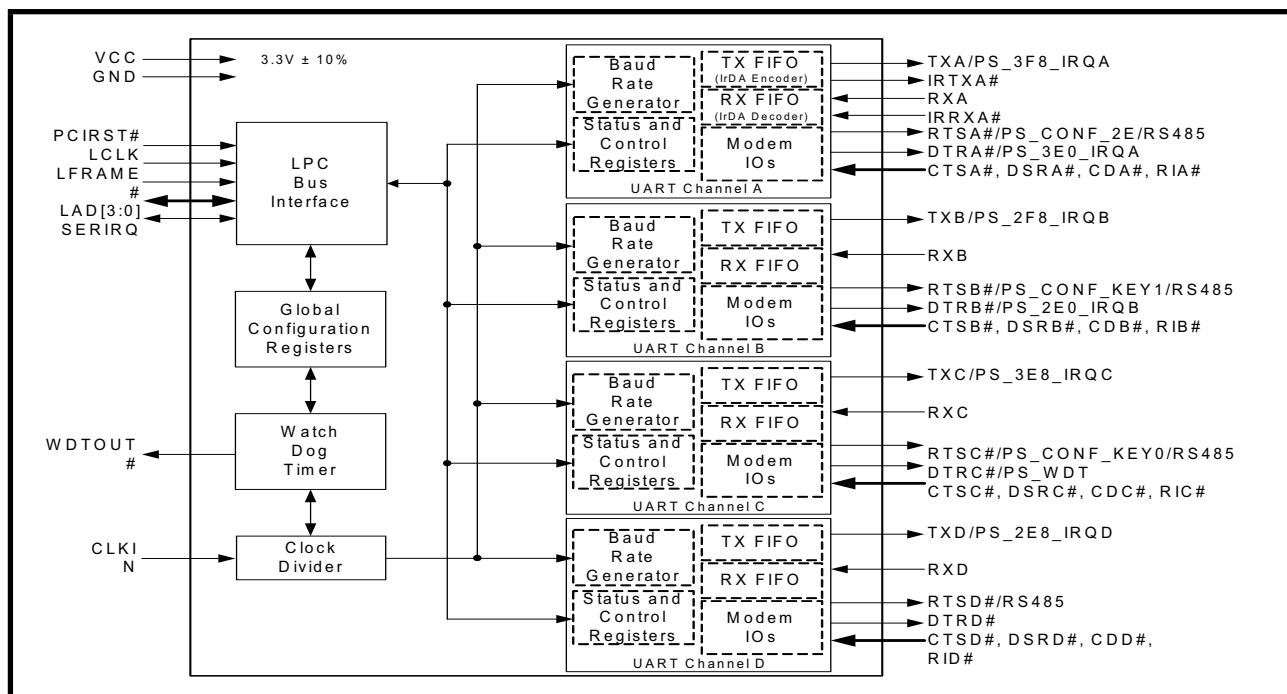 VCC
GND
3.3V ± 10%
PCIRST#
LCLK
LFRAME
#
LAD[3:0]
SERIRQ
LPC
Bus
Interface
Global
Configuration
Registers
WDTOUT
#
Watch
Dog
Timer
CLKI
N
Clock
Divider
Baud
Rate
Generator
Status and
Control
Registers
TX FIFO
(IrDA Encoder)
RX FIFO
(IrDA Decoder)
Modem
IOs
UART Channel A
TXA/PS_3F8_IRQA
IRTXA#
RXA
IRRXA#
RTSA#/PS_CONF_2E/RS485
DTRA#/PS_3E0_IRQA
CTSA#, DSRA#, CDA#, RIA#
Baud
Rate
Generator
Status and
Control
Registers
TX FIFO
RX FIFO
Modem
IOs
UART Channel B
TXB/PS_2F8_IRQB
RXB
RTSB#/PS_CONF_KEY1/RS485
DTRB#/PS_2E0_IRQB
CTSB#, DSRB#, CDB#, RIB#
Baud
Rate
Generator
Status and
Control
Registers
TX FIFO
RX FIFO
Modem
IOs
UART Channel C
TXC/PS_3E8_IRQC
RXC
RTSC#/PS_CONF_KEY0/RS485
DTRC#/PS_WDT
CTSC#, DSRC#, CDC#, RIC#
Baud
Rate
Generator
Status and
Control
Registers
TX FIFO
RX FIFO
Modem
IOs
UART Channel D
TXD/PS_2E8_IRQD
RXD
RTSD#/RS485
DTRD#
CTSD#, DSRD#, CDD#,
RID#